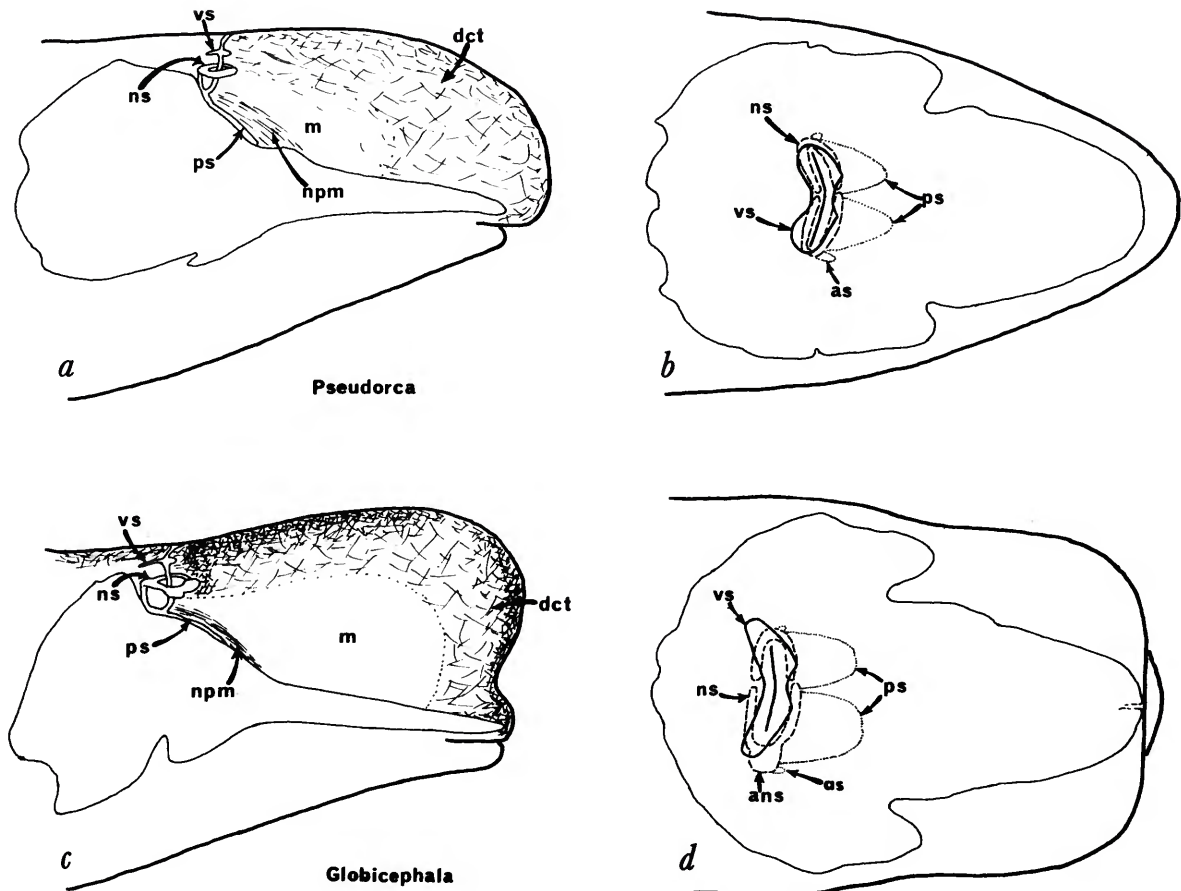 vs
dct
ns
m
ps
npm
a
Pseudorca
ns
ps
vs
as
b
vs
ns
dct
m
ps
npm
c
Globicephala
vs
ns
ps
as
ans
d